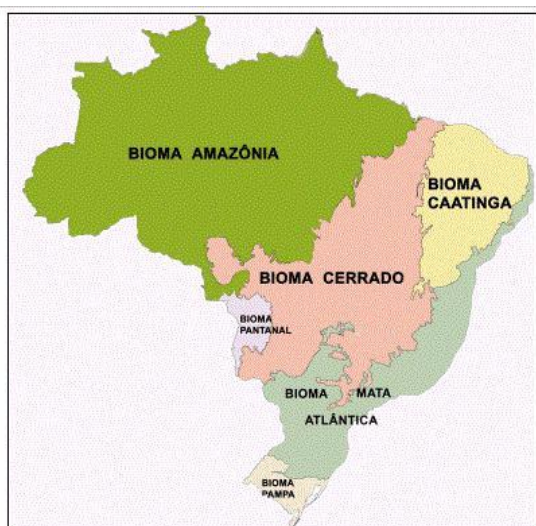 BIOMA AMAZÔNIA
BIOMA
CAATINGA
BIOMA CERRADO
BIOMA
PANTANAL
BIOMA MATA
ATLÂNTICA
BIOMA
PAMPA